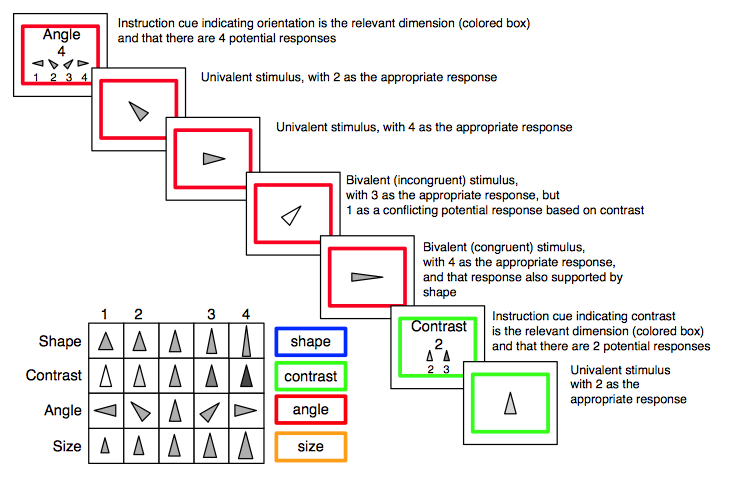 Angle
4
1 2 3 4
Instruction cue indicating orientation is the relevant dimension (colored box)
and that there are 4 potential responses
Univalent stimulus, with 2 as the appropriate response
Univalent stimulus, with 4 as the appropriate response
Bivalent (incongruent) stimulus,
with 3 as the appropriate response, but
1 as a conflicting potential response based on contrast
Bivalent (congruent) stimulus,
with 4 as the appropriate response,
and that response also supported by
shape
Contrast
2
2 3
Instruction cue indicating contrast
is the relevant dimension (colored box)
and that there are 2 potential responses
Univalent stimulus
with 2 as the
appropriate response
1 2 3 4
Shape
shape
Contrast
contrast
Angle
angle
Size
size